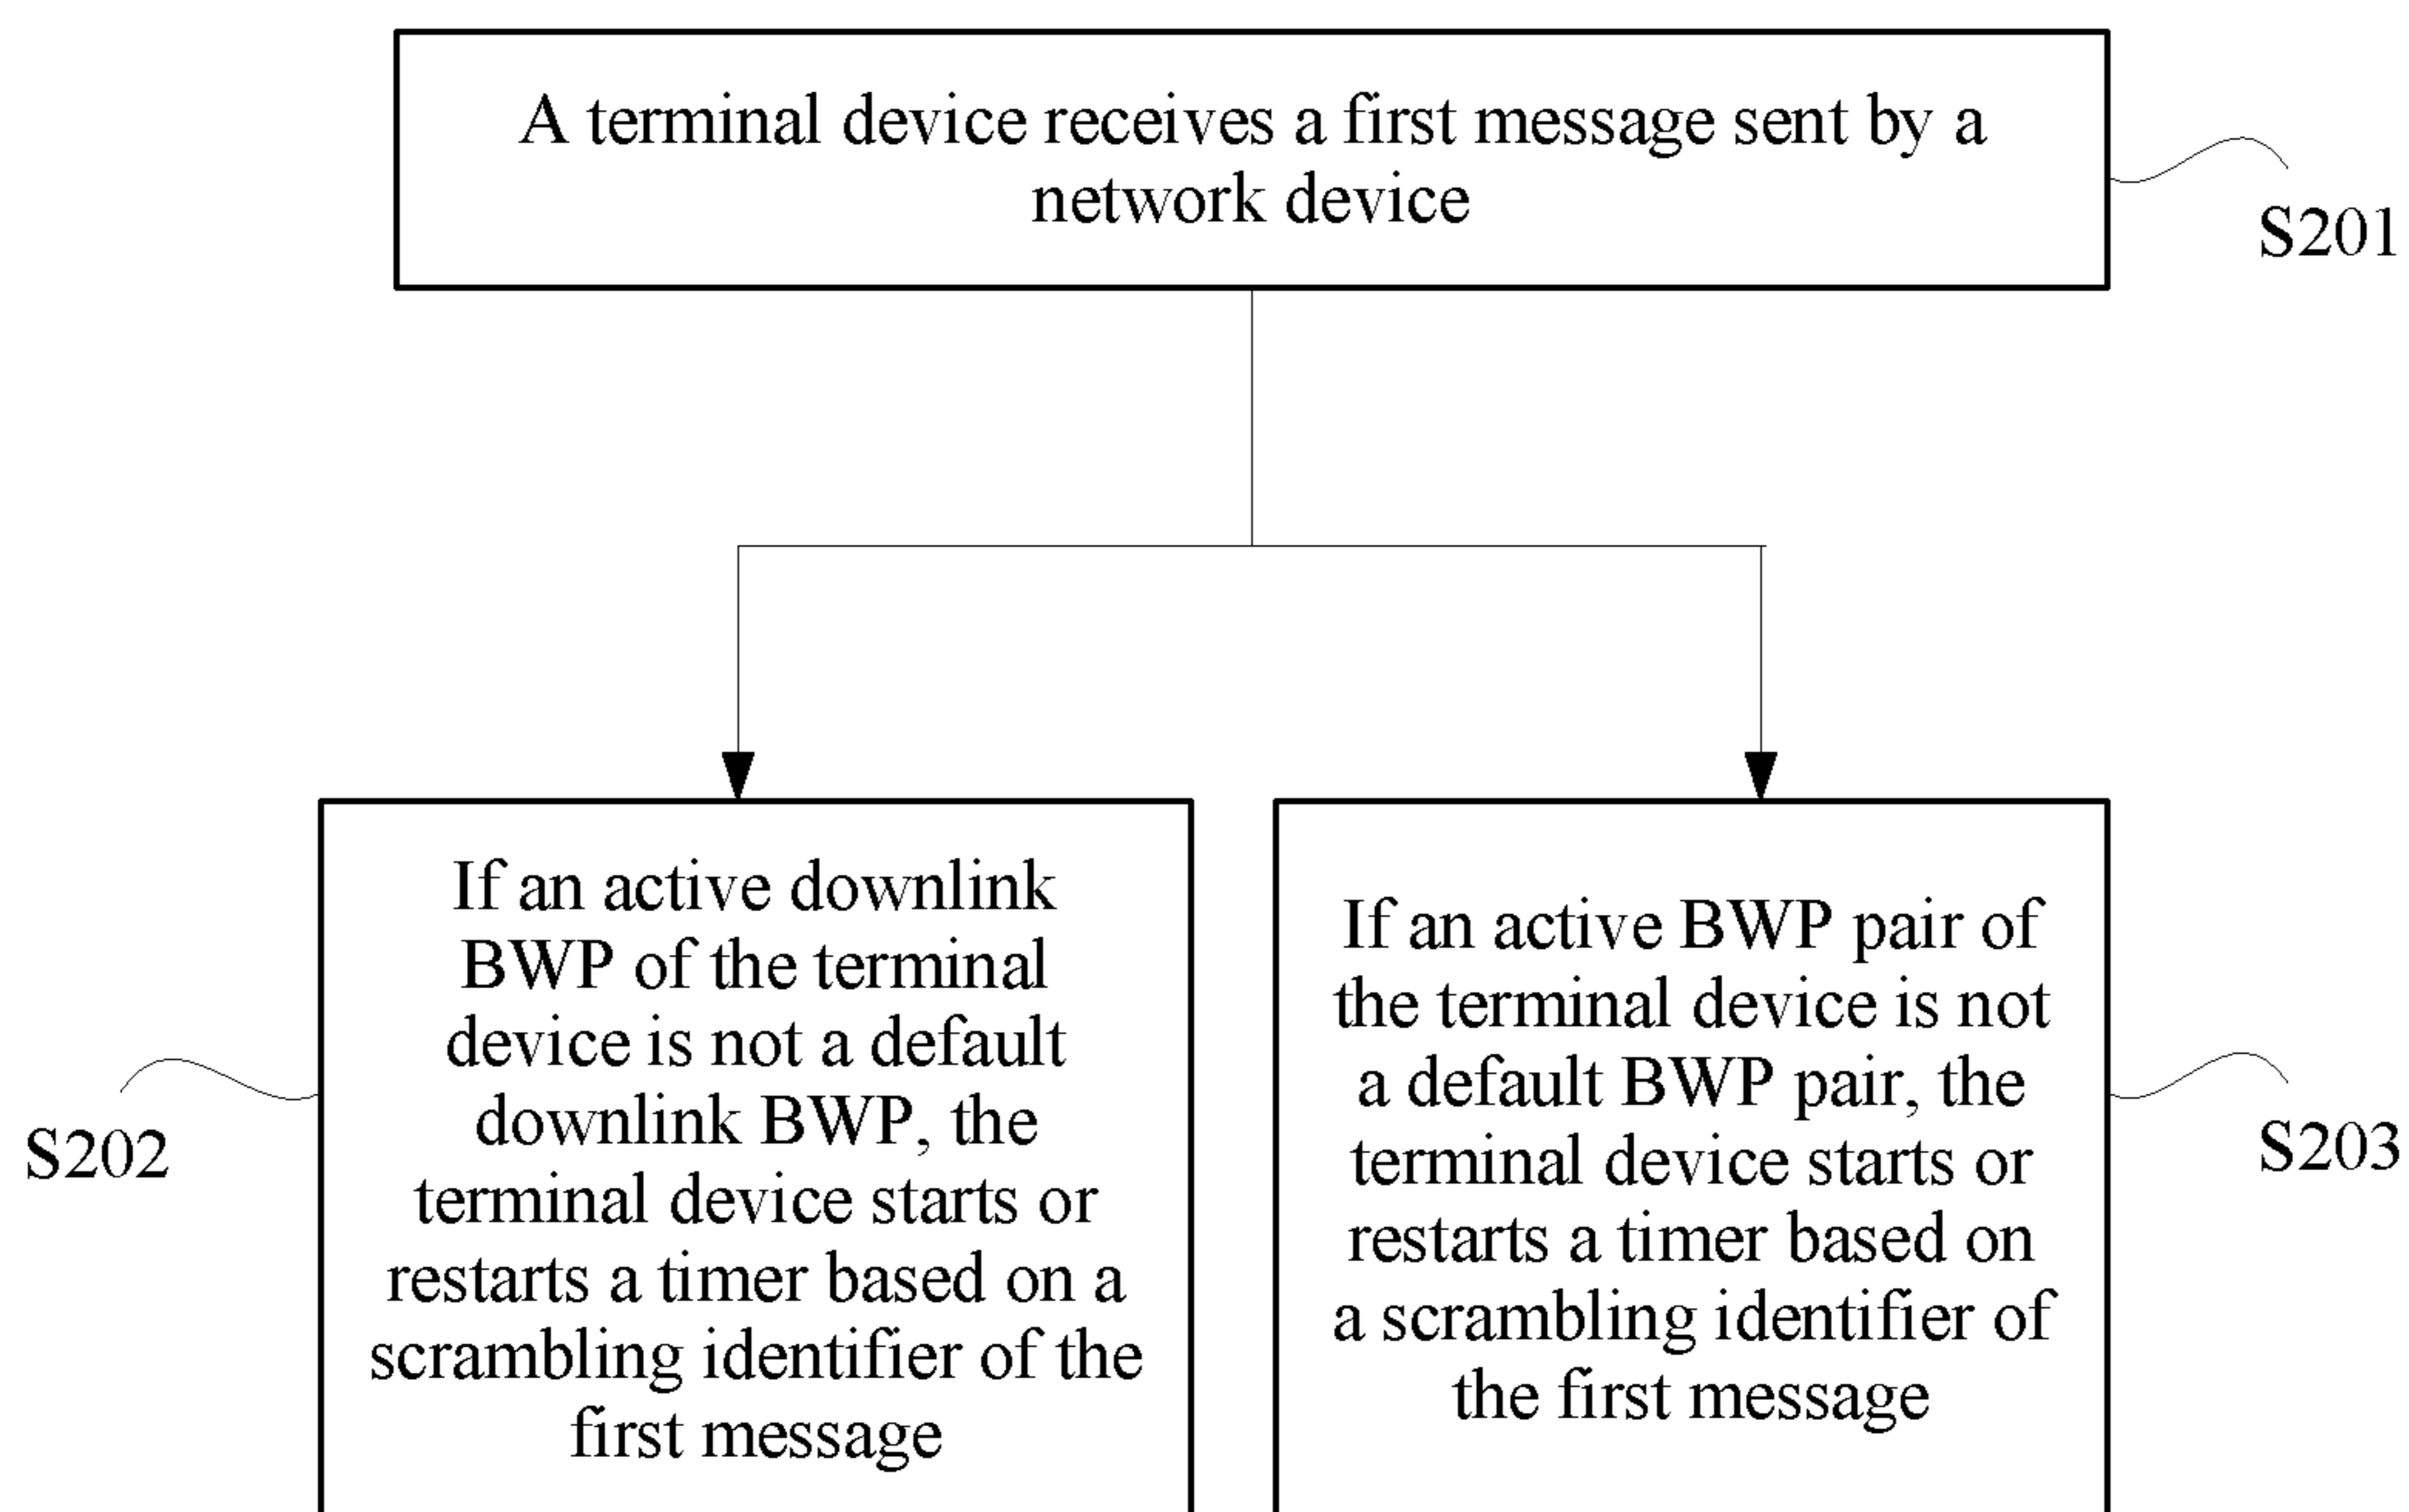 A terminal device receives a first message sent by a
network device
S201
If an active downlink
BWP of the terminal
device is not a default
downlink BWP, the
terminal device starts or
restarts a timer based on a
scrambling identifier of the
first message
S202
If an active BWP pair of
the terminal device is not
a default BWP pair, the
terminal device starts or
restarts a timer based on
a scrambling identifier of
the first message
S203